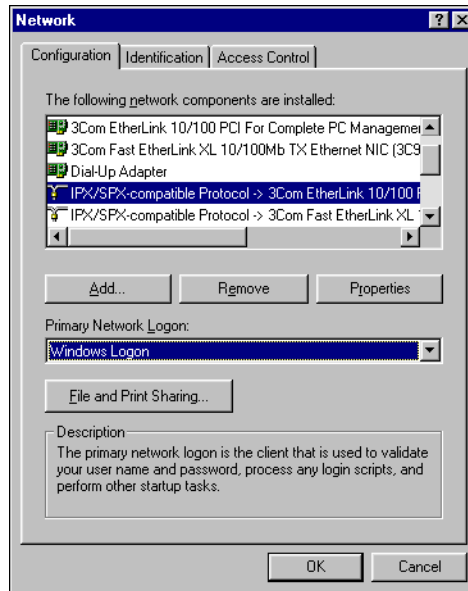 Network
Configuration Identification Access Control
The following network components are installed:
3Com EtherLink 10/100 PCI For Complete PC Managemen
3Com Fast EtherLink XL 10/100Mb TX Ethernet NIC (3C9
Dial-Up Adapter
IPX/SPX-compatible Protocol -> 3Com EtherLink 10/100
IPX/SPX-compatible Protocol -> 3Com Fast EtherLink XL
Add... Remove Properties
Primary Network Logon:
Windows Logon
File and Print Sharing...
Description
The primary network logon is the client that is used to validate
your user name and password, process any login scripts, and
perform other startup tasks.
OK Cancel